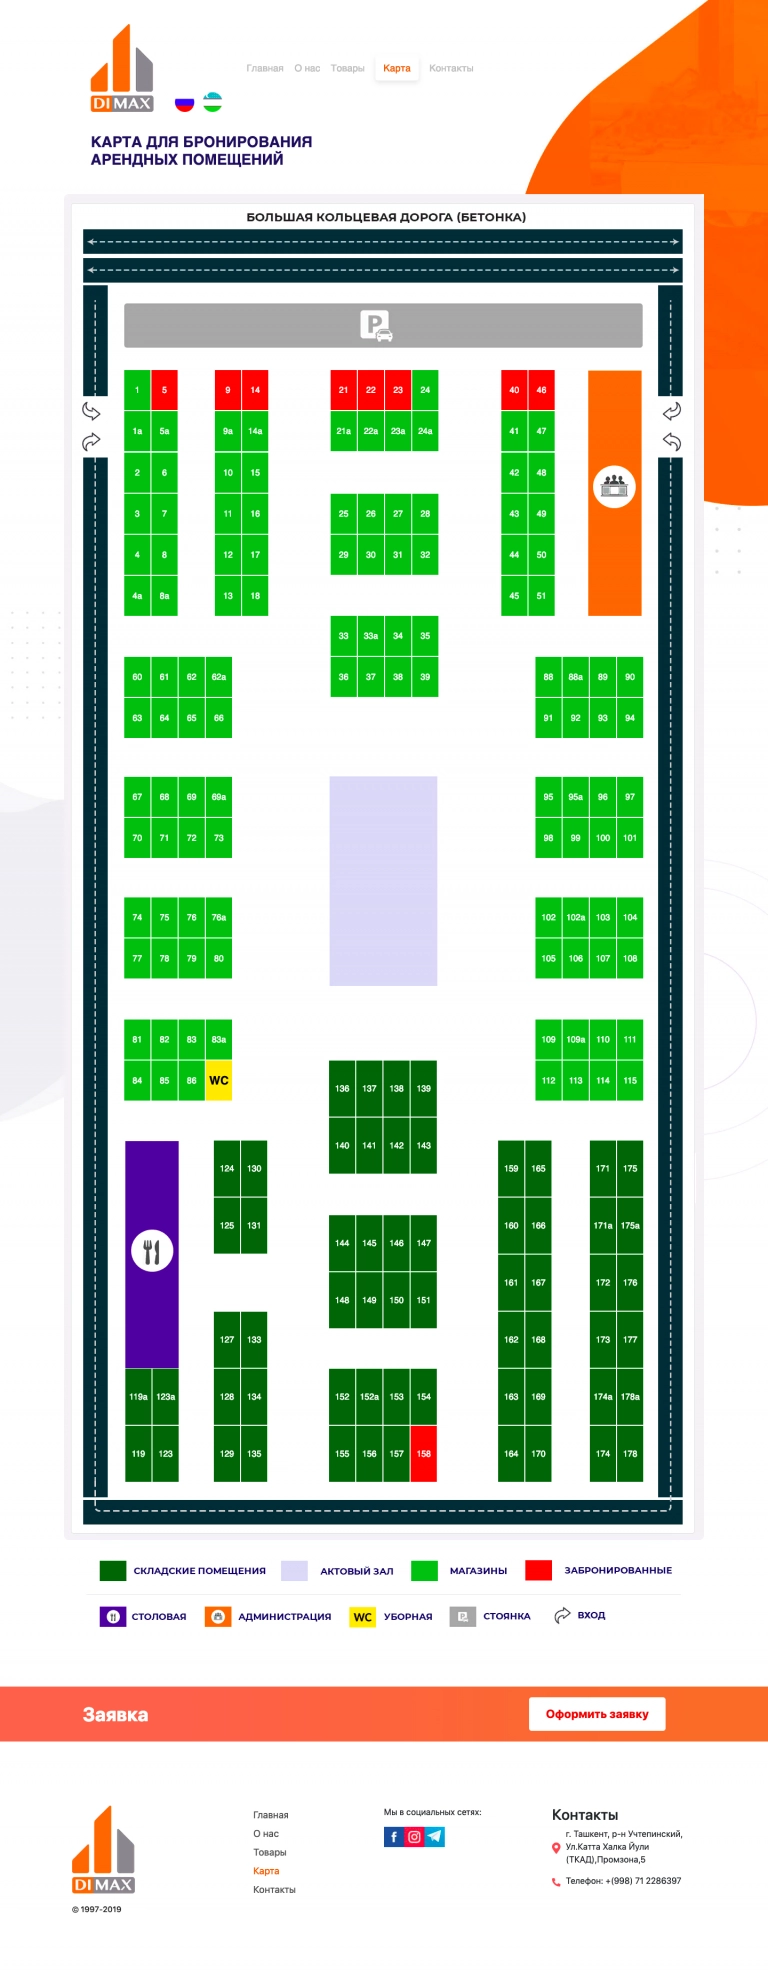 DIMAX
Главная О нас Товары Карта Контакты
КАРТА ДЛЯ БРОНИРОВАНИЯ
АРЕНДНЫХ ПОМЕЩЕНИЙ
БОЛЬШАЯ КОЛЬЦЕВАЯ ДОРОГА (БЕТОНКА)
P
1 5 9 14 21 22 23 24 40 46
1а 5а 9а 14а 21а 22а 23а 24а 41 47
2 6 10 15 42 48
3 7 11 16 25 26 27 28 43 49
4 8 12 17 29 30 31 32 44 50
4а 8а 13 18 45 51
33 33а 34 35
60 61 62 62а 36 37 38 39 88 88а 89 90
63 64 65 66 91 92 93 94
67 68 69 69а 95 95а 96 97
70 71 72 73 98 99 100 101
74 75 76 76а 102 102а 103 104
77 78 79 80 105 106 107 108
81 82 83 83а 109 109а 110 111
84 85 86 WC 112 113 114 115
136 137 138 139
140 141 142 143
124 130 159 165 171 175
125 131 160 166 171а 175а
144 145 146 147
161 167 172 176
148 149 150 151
127 133 162 168 173 177
119а 123а 128 134 152 152а 153 154 163 169 174а 178а
119 123 129 135 155 156 157 158 164 170 174 178
СКЛАДСКИЕ ПОМЕЩЕНИЯ АКТОВЫЙ ЗАЛ МАГАЗИНЫ ЗАБРОНИРОВАННЫЕ
СТОЛОВАЯ АДМИНИСТРАЦИЯ WC УБОРНАЯ P СТОЯНКА ВХОД
Заявка
Оформить заявку
DIMAX
© 1997-2019
Главная
О нас
Товары
Карта
Контакты
Мы в социальных сетях:
Контакты
г. Ташкент, р-н Учтепинский,
Ул.Катта Халка Йули
(ТКАД),Промзона,5
Телефон: +(998) 71 2286397